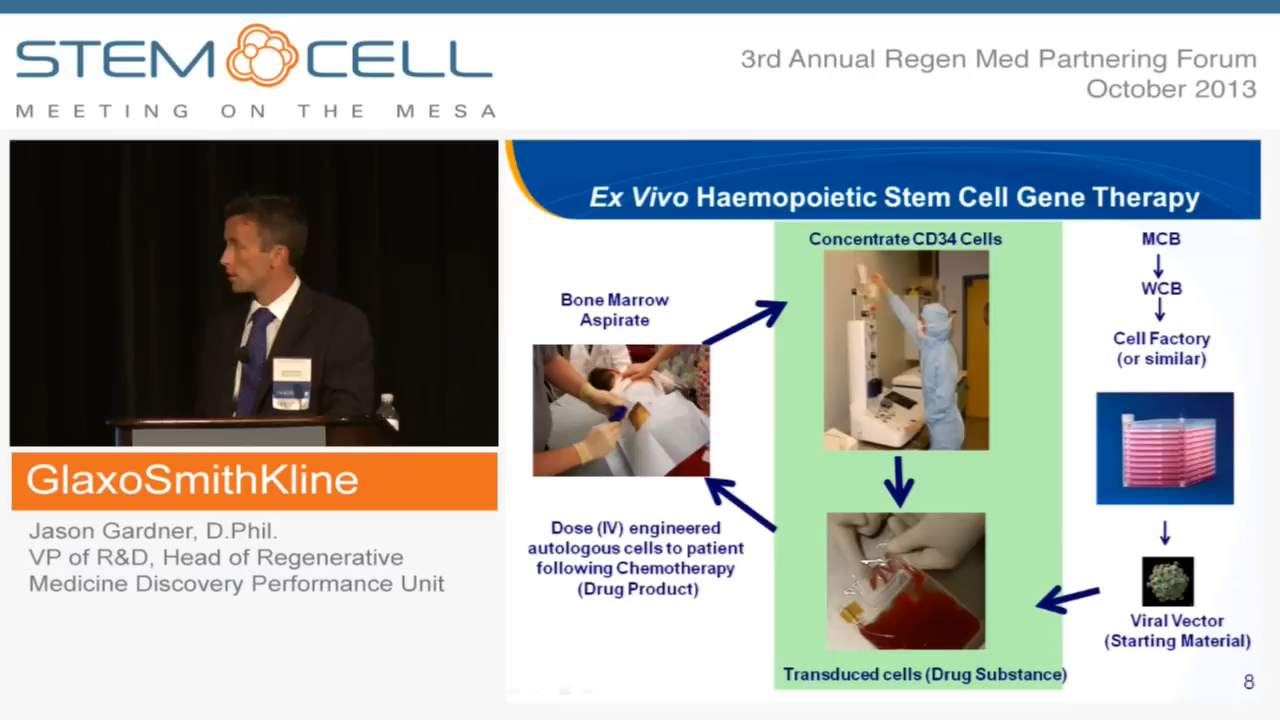 STEM CELL
MEETING ON THE MESA
3rd Annual Regen Med Partnering Forum
October 2013
GlaxoSmithKline
Jason Gardner, D.Phil.
VP of R&D, Head of Regenerative
Medicine Discovery Performance Unit
Ex Vivo Haemopoietic Stem Cell Gene Therapy
Bone Marrow
Aspirate
Dose (IV) engineered
autologous cells to patient
following Chemotherapy
(Drug Product)
Concentrate CD34 Cells
Transduced cells (Drug Substance)
MCB
WCB
Cell Factory
(or similar)
Viral Vector
(Starting Material)
8